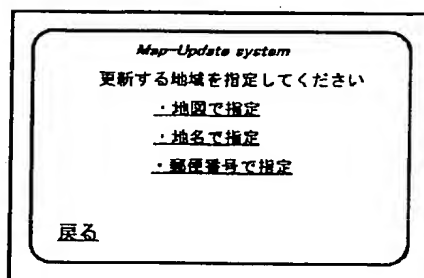 Map-Update system
更新する地域を指定してください
・地図で指定
・地名で指定
・郵便番号で指定
戻る